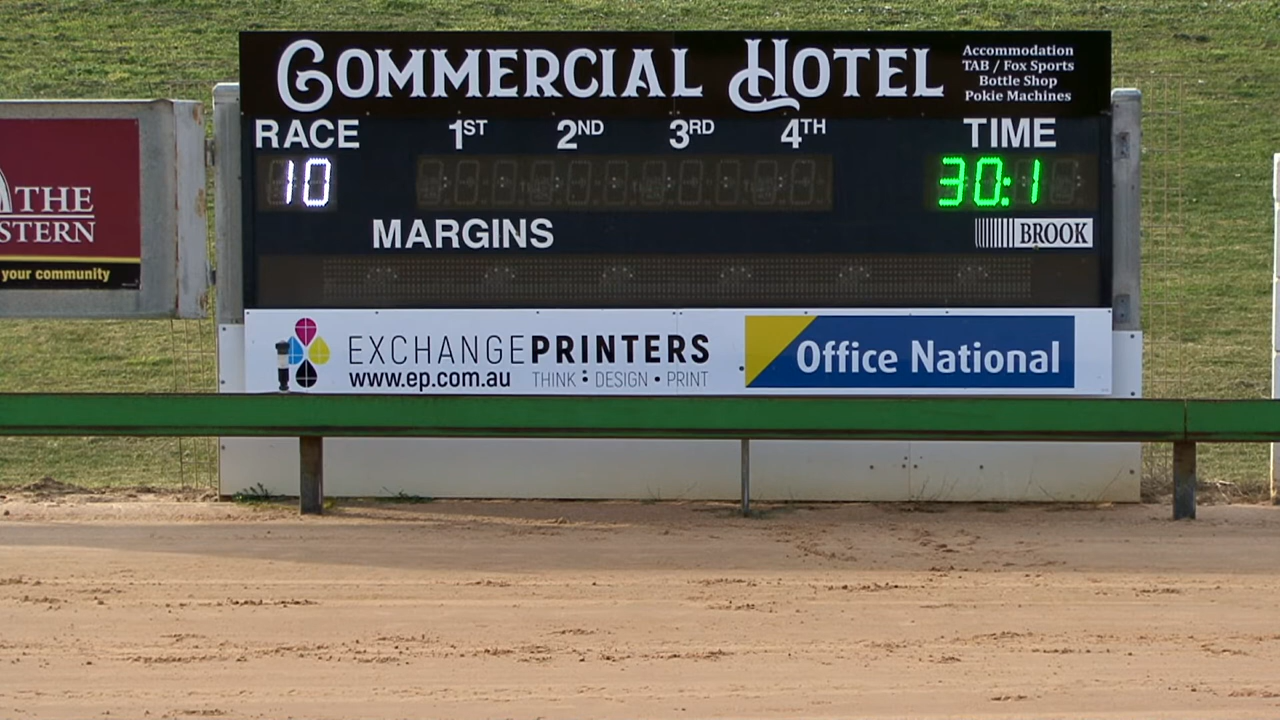 COMMERCIAL HOTEL
Accommodation
TAB / Fox Sports
Bottle Shop
Pokie Machines
RACE 1ST 2ND 3RD 4TH TIME
10 30:1
MARGINS
BROOK
THE
STERN
your community
EXCHANGEPRINTERS
www.ep.com.au THINK : DESIGN • PRINT
Office National